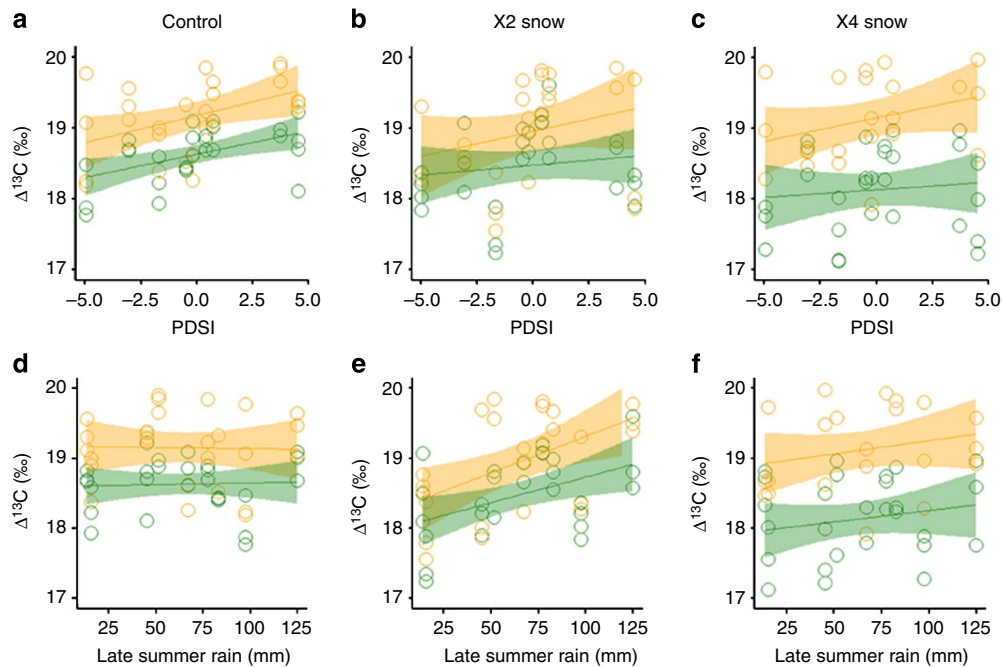 a Control
b X2 snow
c X4 snow
Δ13C (‰)
20
19
18
17
–5.0 –2.5 0.0 2.5 5.0
PDSI
Δ13C (‰)
20
19
18
17
–5.0 –2.5 0.0 2.5 5.0
PDSI
Δ13C (‰)
20
19
18
17
–5.0 –2.5 0.0 2.5 5.0
PDSI
d
Δ13C (‰)
20
19
18
17
25 50 75 100 125
Late summer rain (mm)
e
Δ13C (‰)
20
19
18
17
25 50 75 100 125
Late summer rain (mm)
f
Δ13C (‰)
20
19
18
17
25 50 75 100 125
Late summer rain (mm)